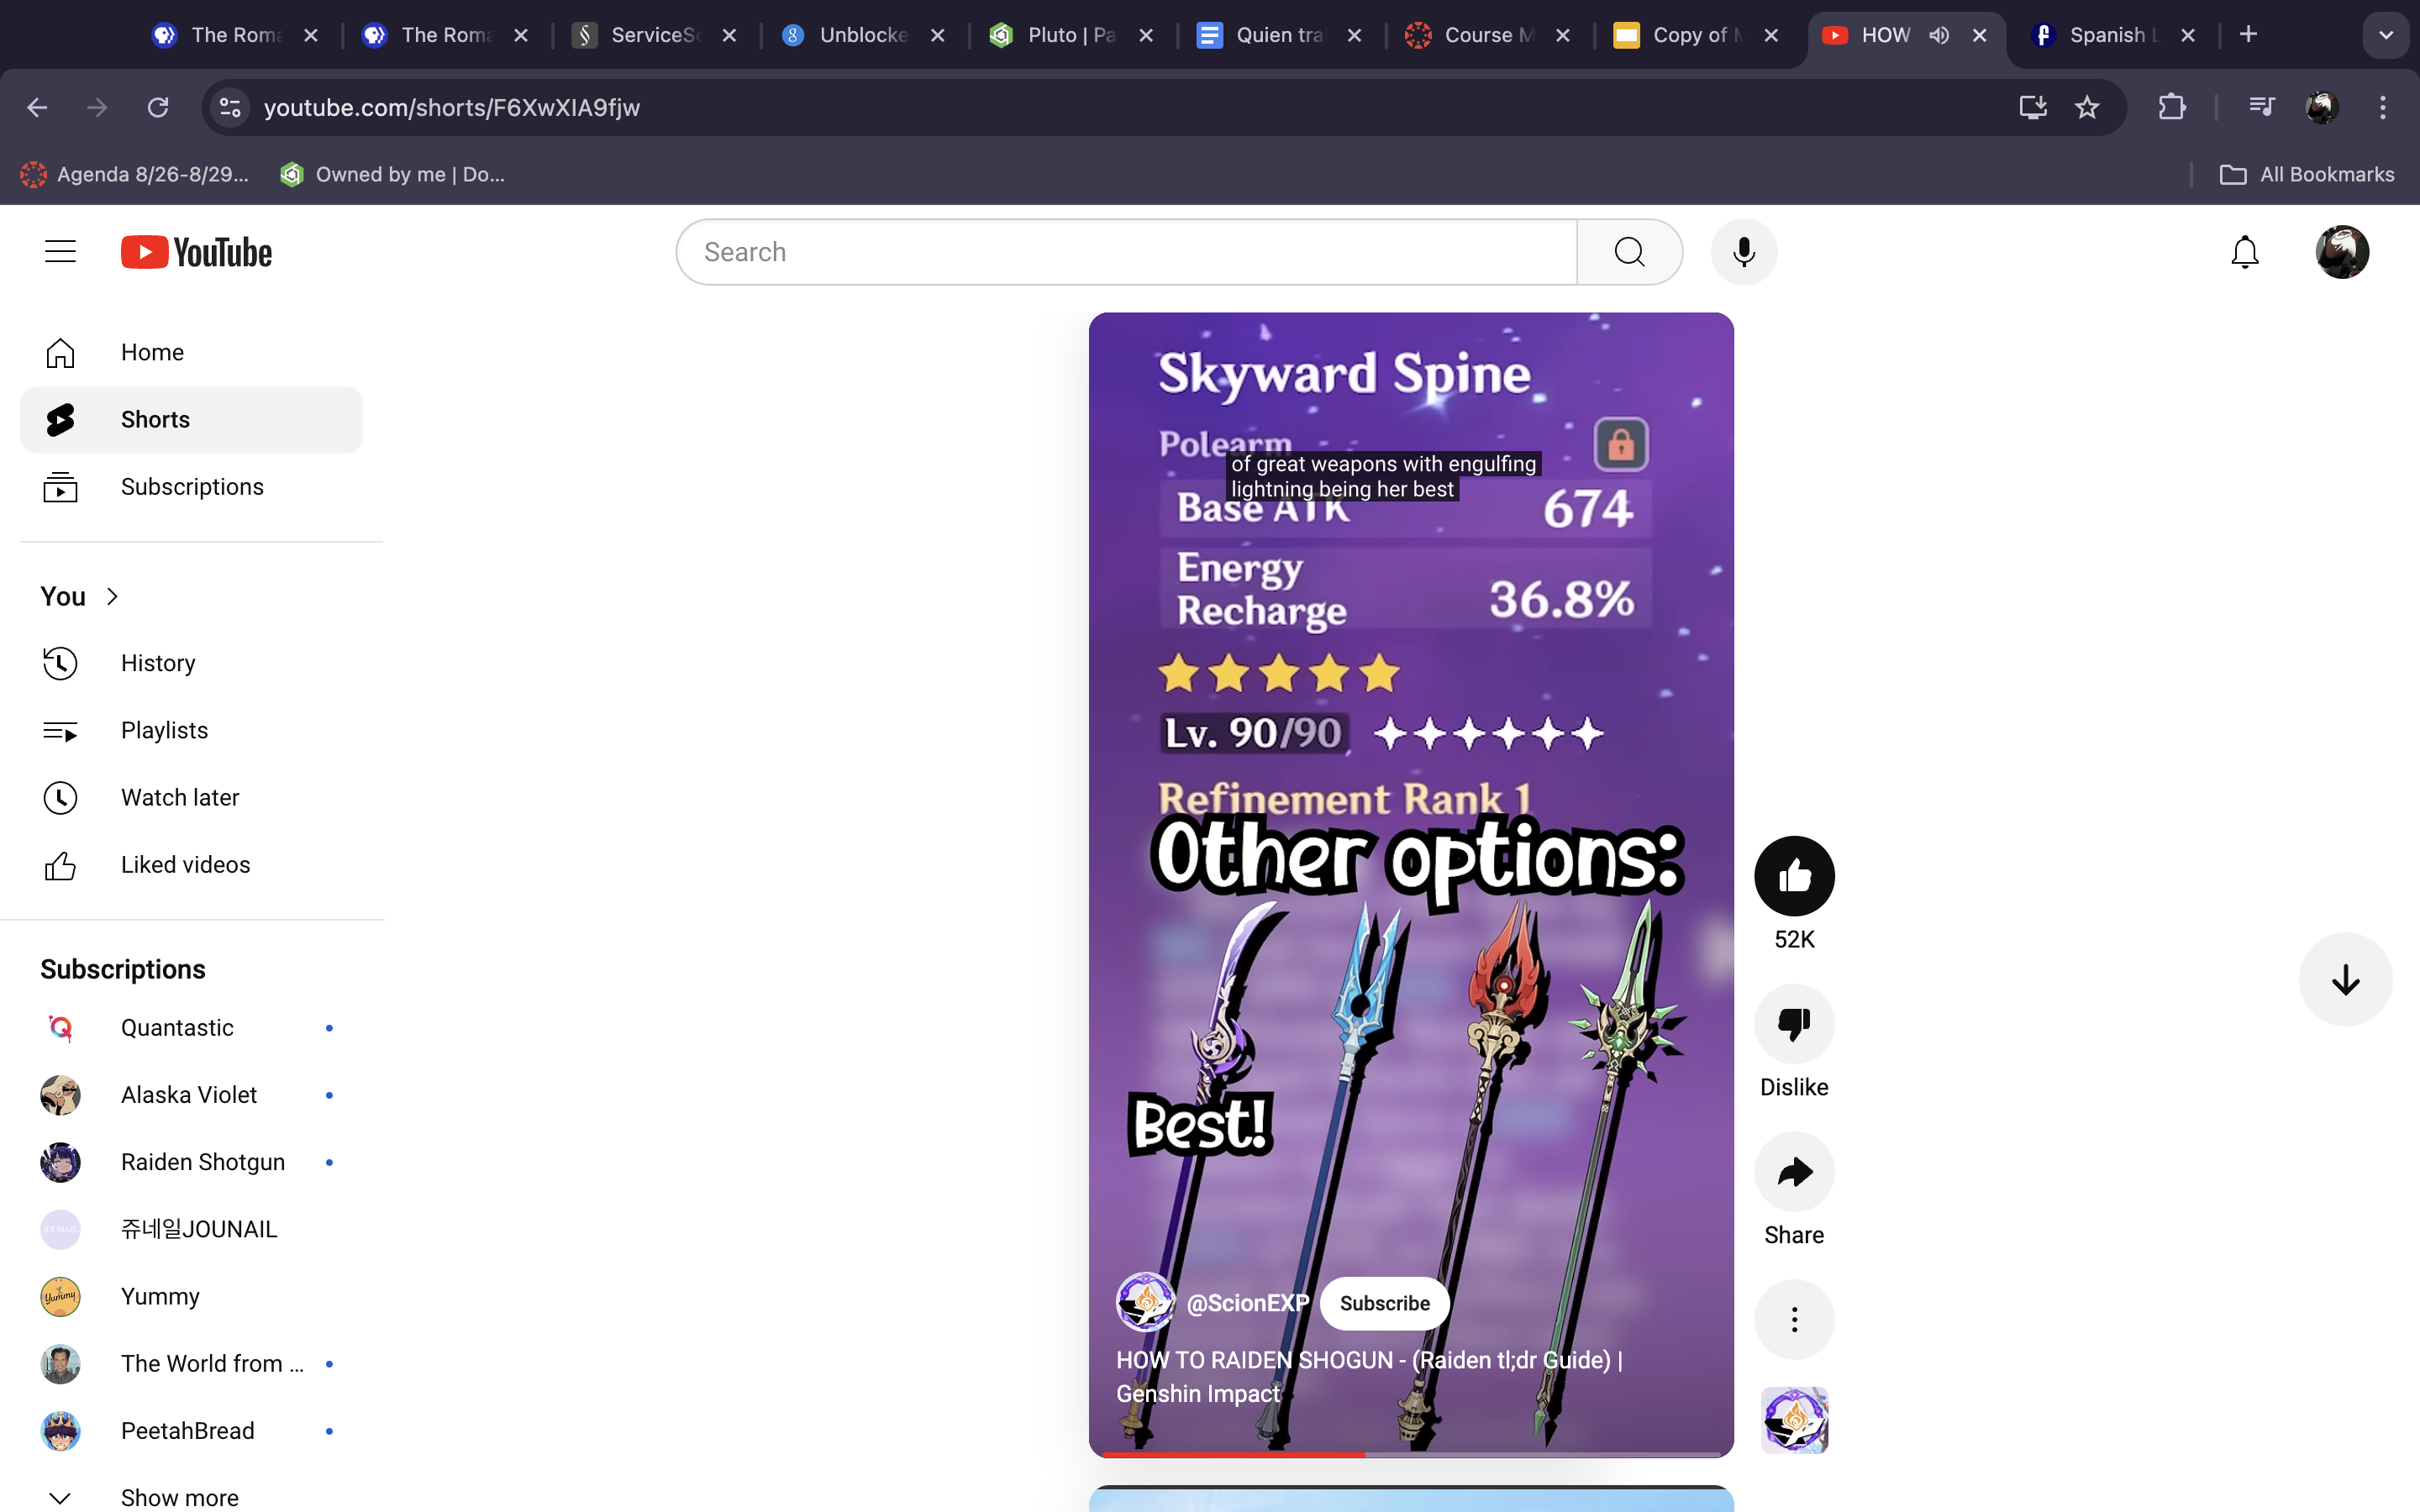 The Roma
The Roma
ServiceSc
Unblocke
Pluto | Pa
Quien tra
Course M
Copy of M
HOW
Spanish L
youtube.com/shorts/F6XwXIA9fjw
Agenda 8/26-8/29...
Owned by me | Do...
All Bookmarks
YouTube
Search
Home
Shorts
Subscriptions
You
History
Playlists
Watch later
Liked videos
Subscriptions
Quantastic
Alaska Violet
Raiden Shotgun
쥬네일JOUNAIL
Yummy
The World from ...
PeetahBread
Show more
Skyward Spine
Polearm
of great weapons with engulfing
lightning being her best
Base ATK 674
Energy
Recharge 36.8%
Lv. 90/90
Refinement Rank 1
Other options:
Best!
@ScionEXP Subscribe
HOW TO RAIDEN SHOGUN - (Raiden tl;dr Guide) |
Genshin Impact
52K
Dislike
Share